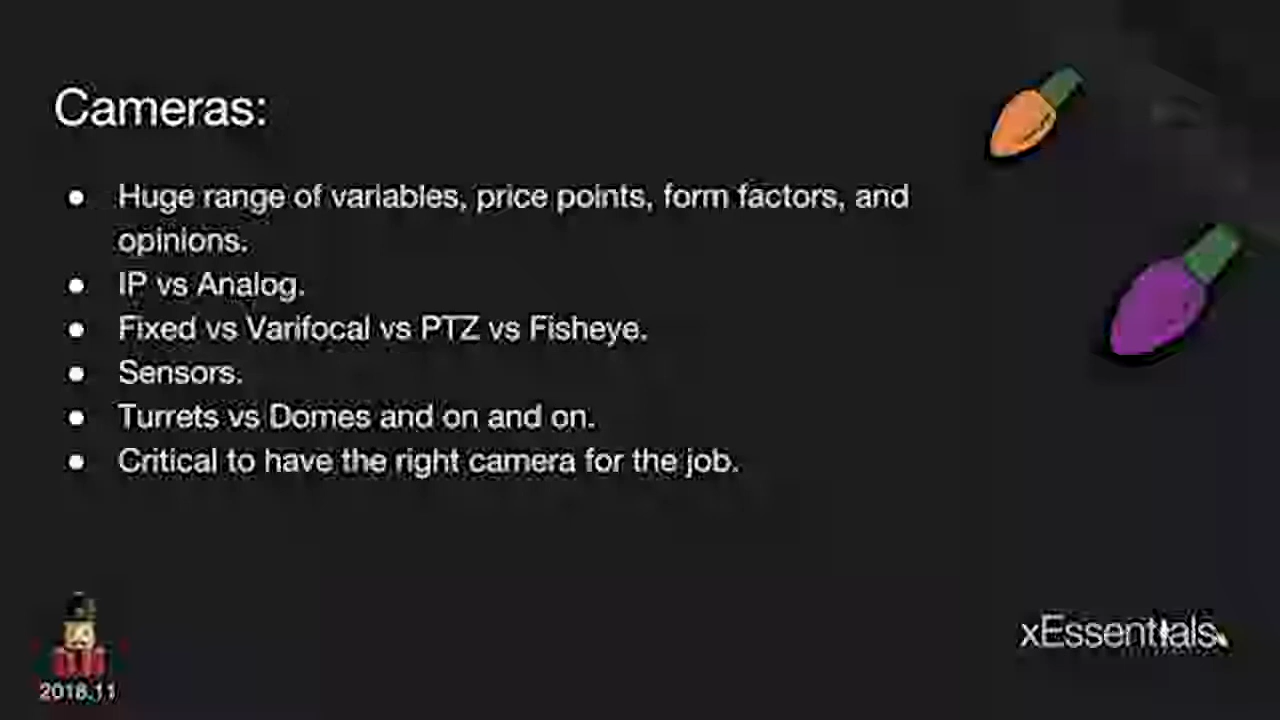 Cameras:
● Huge range of variables, price points, form factors, and
opinions.
● IP vs Analog.
● Fixed vs Varifocal vs PTZ vs Fisheye.
● Sensors.
● Turrets vs Domes and on and on.
● Critical to have the right camera for the job.
xEssentials
2018.11